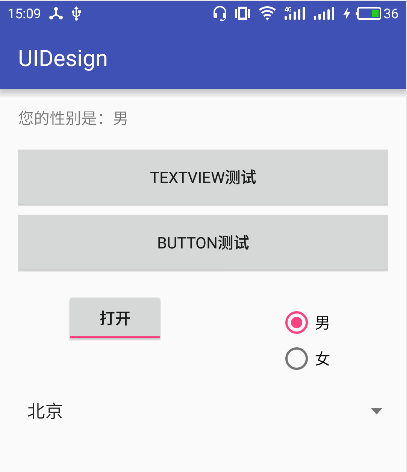 15:09 4G 36
UIDesign
您的性别是：男
TEXTVIEW测试
BUTTON测试
打开
男
女
北京